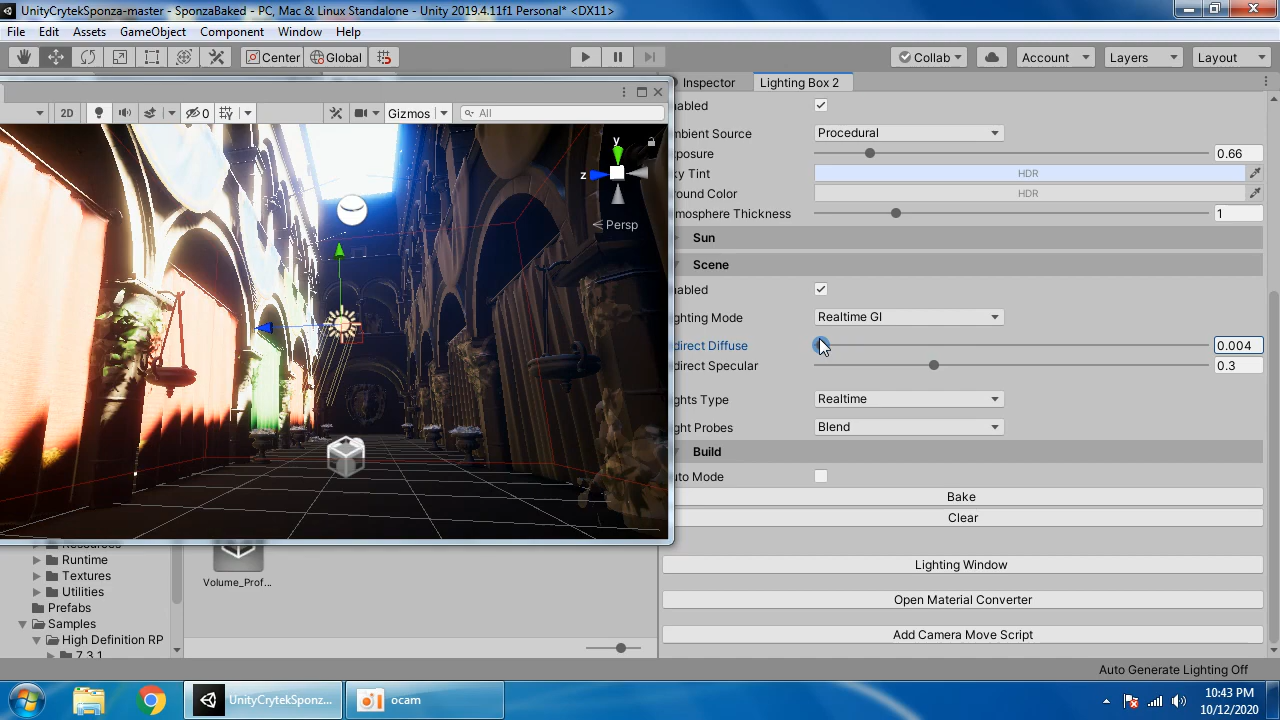 UnityCrytekSponza-master - SponzaBaked - PC, Mac & Linux Standalone - Unity 2019.4.11f1 Personal* <DX11>
File Edit Assets GameObject Component Window Help
Center Global Collab Account Layers Layout
Inspector Lighting Box 2
2D 0 Gizmos All
abled
mbient Source Procedural
posure 0.66
ky Tint HDR
ound Color HDR
mosphere Thickness 1
Sun
Scene
abled
ghting Mode Realtime GI
direct Diffuse 0.004
direct Specular 0.3
ghts Type Realtime
ght Probes Blend
Build
uto Mode
Bake
Clear
Lighting Window
Open Material Converter
Add Camera Move Script
y
z
Persp
Runtime
Textures
Utilities
Prefabs
Samples
High Definition RP
7.3.1
Volume_Prof...
Auto Generate Lighting Off
UnityCrytekSponz... ocam
10:43 PM
10/12/2020